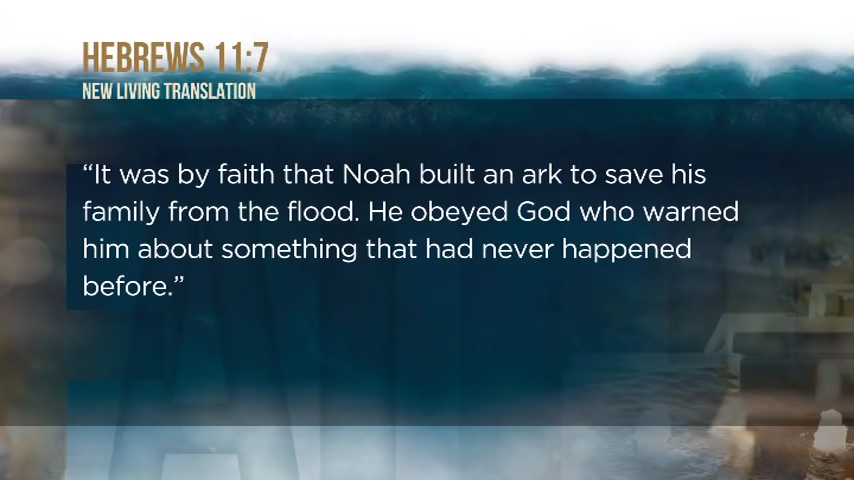 HEBREWS 11:7
NEW LIVING TRANSLATION
“It was by faith that Noah built an ark to save his
family from the flood. He obeyed God who warned
him about something that had never happened
before.”